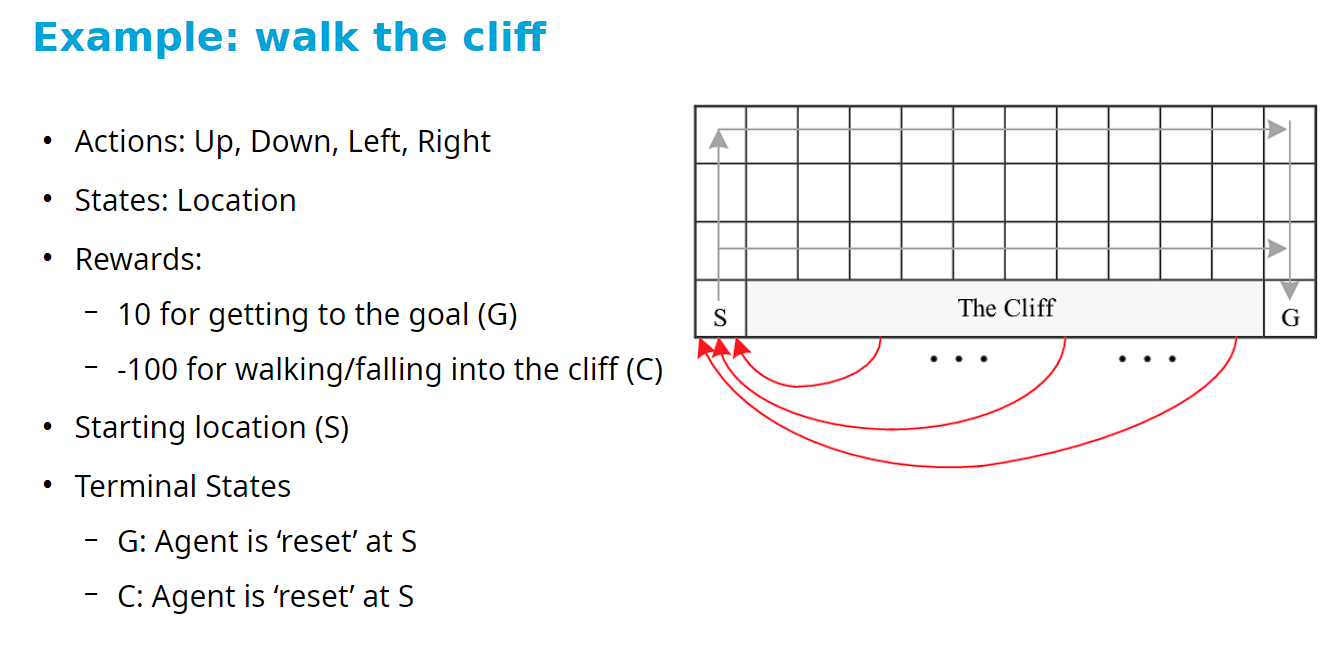 Example: walk the cliff
• Actions: Up, Down, Left, Right
• States: Location
• Rewards:
– 10 for getting to the goal (G)
– -100 for walking/falling into the cliff (C)
• Starting location (S)
• Terminal States
– G: Agent is ‘reset’ at S
– C: Agent is ‘reset’ at S
S
The Cliff
G
• • •
• • •